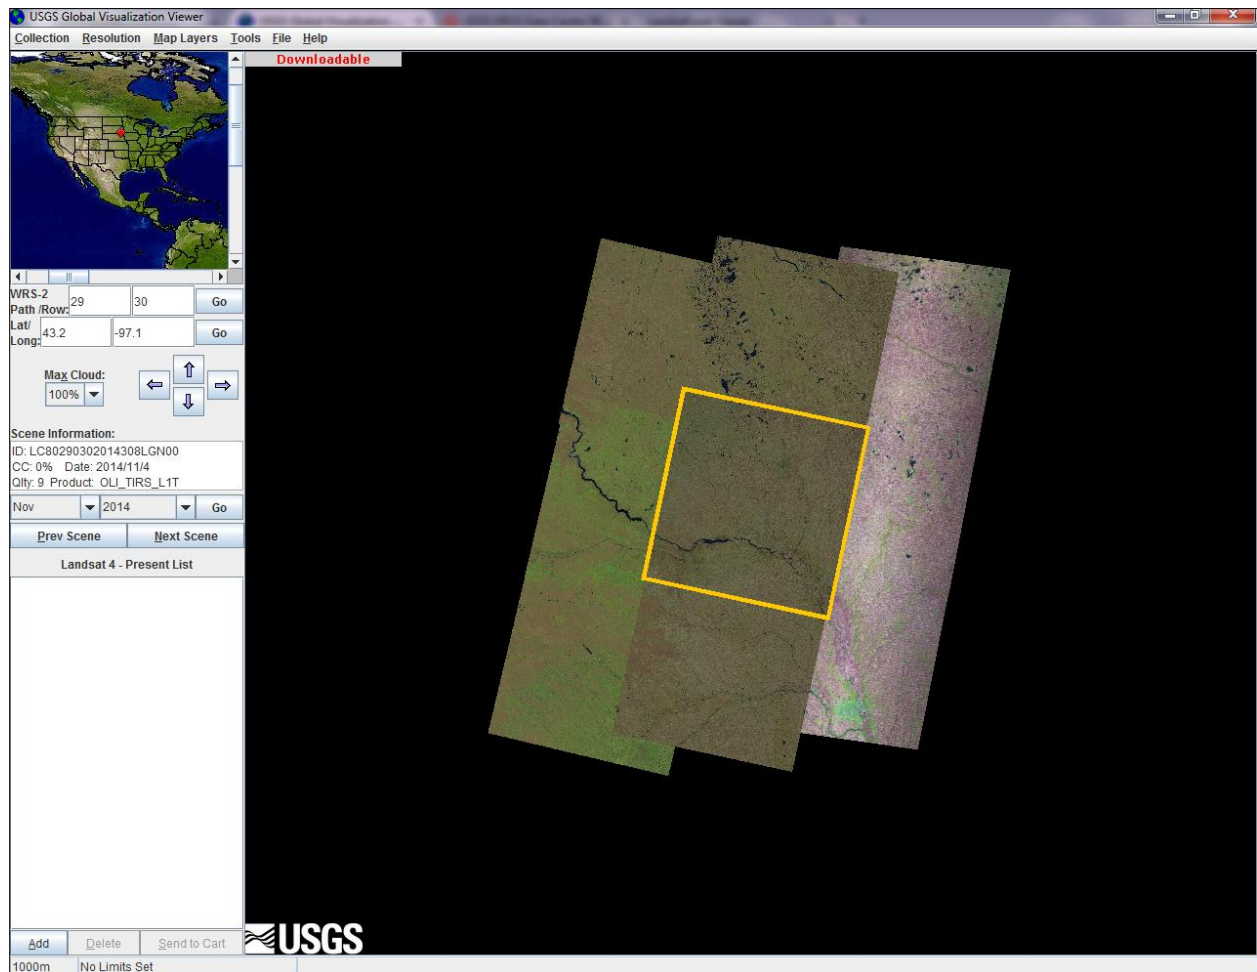 USGS Global Visualization Viewer
Collection Resolution Map Layers Tools File Help
Downloadable
WRS-2
Path /Row: 29 30 Go
Lat/
Long: 43.2 -97.1 Go
Max Cloud:
100%
Scene Information:
ID: LC80290302014308LGN00
CC: 0% Date: 2014/11/4
Qlty: 9 Product: OLI_TIRS_L1T
Nov 2014 Go
Prev Scene Next Scene
Landsat 4 - Present List
Add Delete Send to Cart
USGS
1000m No Limits Set